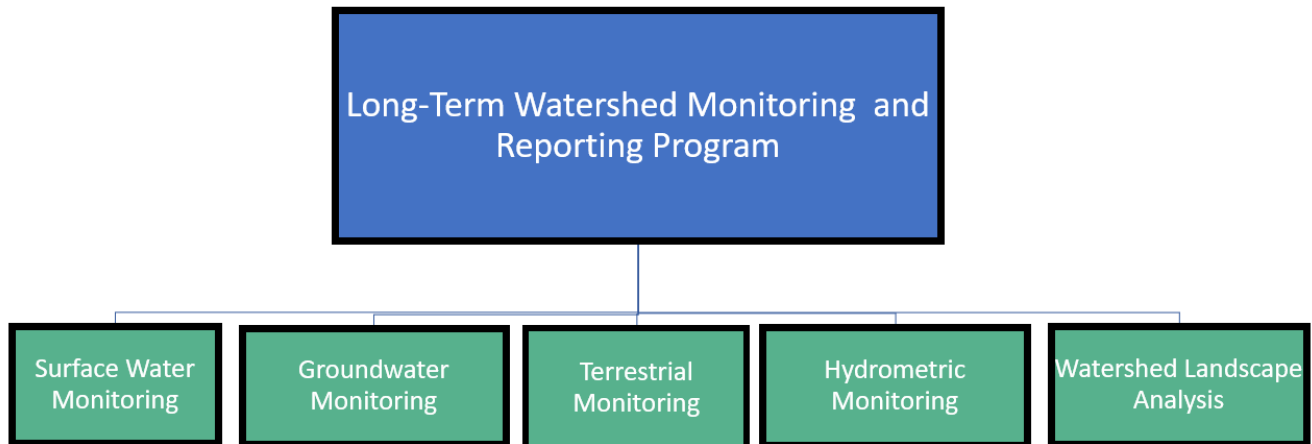 Long-Term Watershed Monitoring and
Reporting Program
Surface Water
Monitoring
Groundwater
Monitoring
Terrestrial
Monitoring
Hydrometric
Monitoring
Watershed Landscape
Analysis